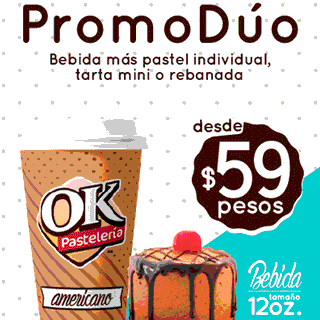 PromoDúo
Bebida más pastel individual,
tarta mini o rebanada
desde
$59
pesos
OK
Pastelería
americano
Bebida
tamaño
12oz.